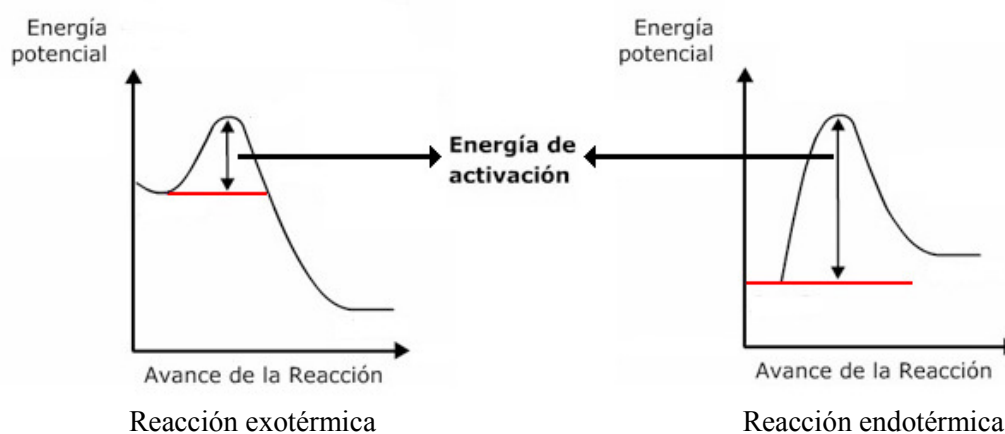 Energía
potencial
Energía
potencial
Energía de
activación
Avance de la Reacción
Avance de la Reacción
Reacción exotérmica
Reacción endotérmica